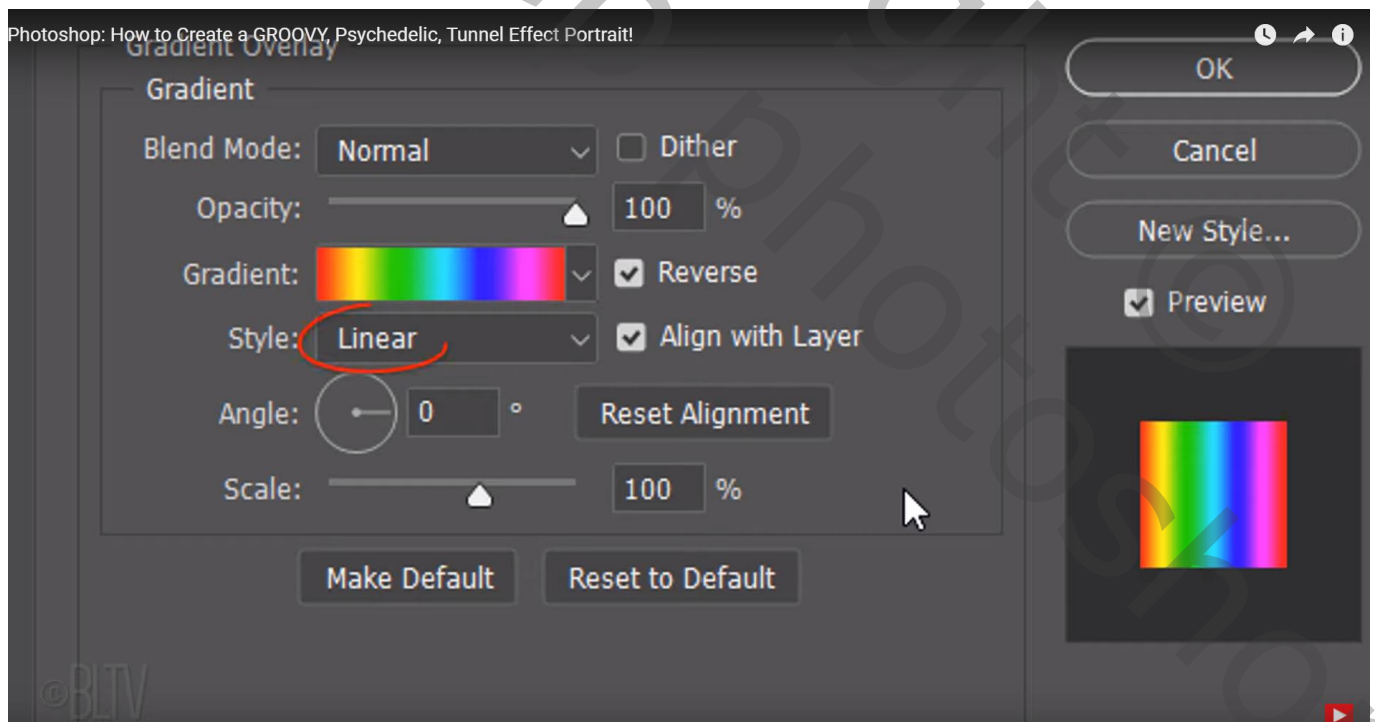 Photoshop: How to Create a GROOVY, Psychedelic, Tunnel Effect Portrait!
Gradient Overlay
Gradient
OK
Blend Mode: Normal Dither
Cancel
Opacity: 100 %
New Style...
Gradient: Reverse
Preview
Style: Linear Align with Layer
Angle: 0 ° Reset Alignment
Scale: 100 %
Make Default Reset to Default
©BLTV
photoshop